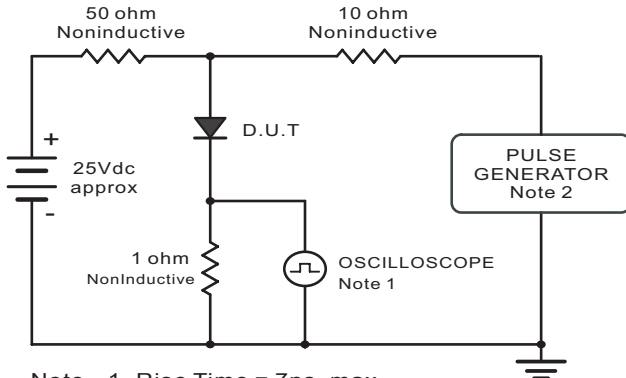 50 ohm
Noninductive
10 ohm
Noninductive
D.U.T
+
25Vdc
approx
-
PULSE
GENERATOR
Note 2
1 ohm
NonInductive
OSCILLOSCOPE
Note 1